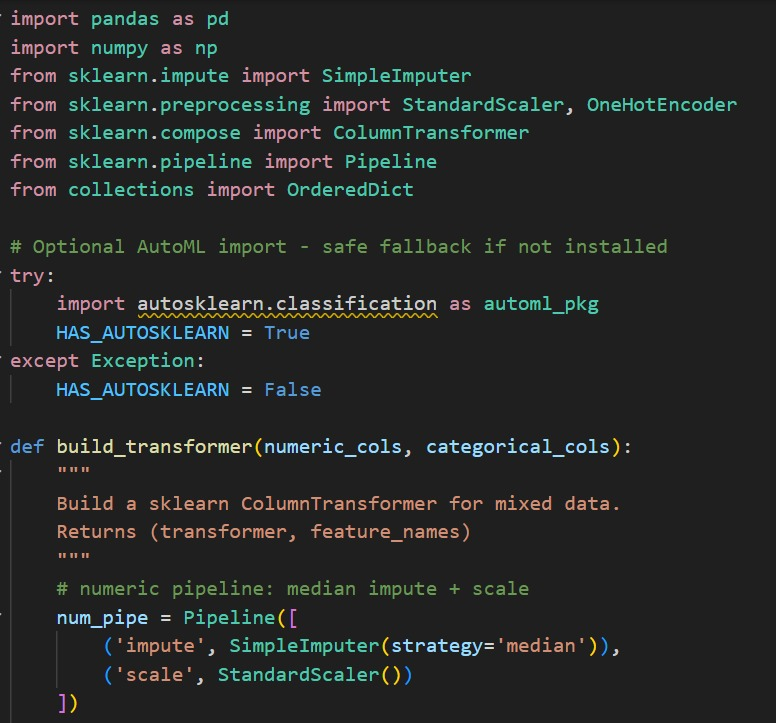 import pandas as pd
import numpy as np
from sklearn.impute import SimpleImputer
from sklearn.preprocessing import StandardScaler, OneHotEncoder
from sklearn.compose import ColumnTransformer
from sklearn.pipeline import Pipeline
from collections import OrderedDict

# Optional AutoML import - safe fallback if not installed
try:
    import autosklearn.classification as automl_pkg
    HAS_AUTOSKLEARN = True
except Exception:
    HAS_AUTOSKLEARN = False

def build_transformer(numeric_cols, categorical_cols):
    """
    Build a sklearn ColumnTransformer for mixed data.
    Returns (transformer, feature_names)
    """
    # numeric pipeline: median impute + scale
    num_pipe = Pipeline([
        ('impute', SimpleImputer(strategy='median')),
        ('scale', StandardScaler())
    ])